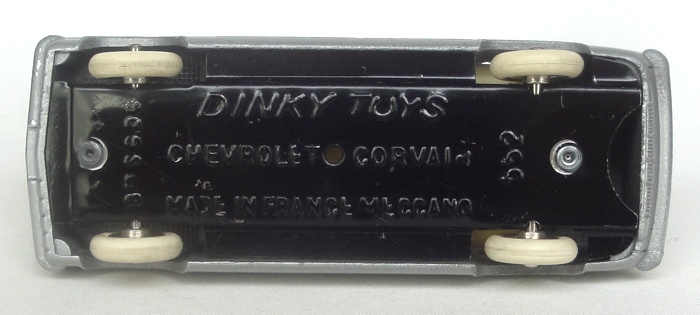 DINKY TOYS
CHEVROLET CORVAIR
MADE IN FRANCE MECCANO
552